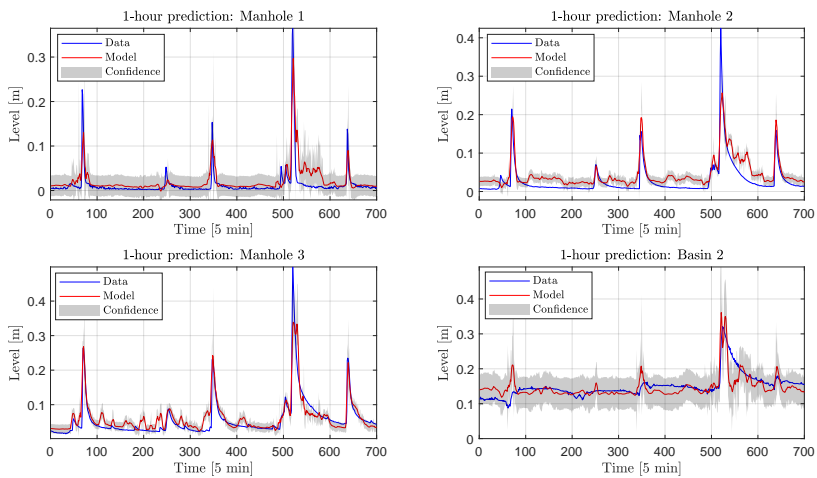 1-hour prediction: Manhole 1
Data
Model
Confidence
Level [m]
0.3
0.2
0.1
0
0 100 200 300 400 500 600 700
Time [5 min]
1-hour prediction: Manhole 2
Data
Model
Confidence
Level [m]
0.4
0.3
0.2
0.1
0
0 100 200 300 400 500 600 700
Time [5 min]
1-hour prediction: Manhole 3
Data
Model
Confidence
Level [m]
0.4
0.3
0.2
0.1
0 100 200 300 400 500 600 700
Time [5 min]
1-hour prediction: Basin 2
Data
Model
Confidence
Level [m]
0.4
0.3
0.2
0.1
0
0 100 200 300 400 500 600 700
Time [5 min]